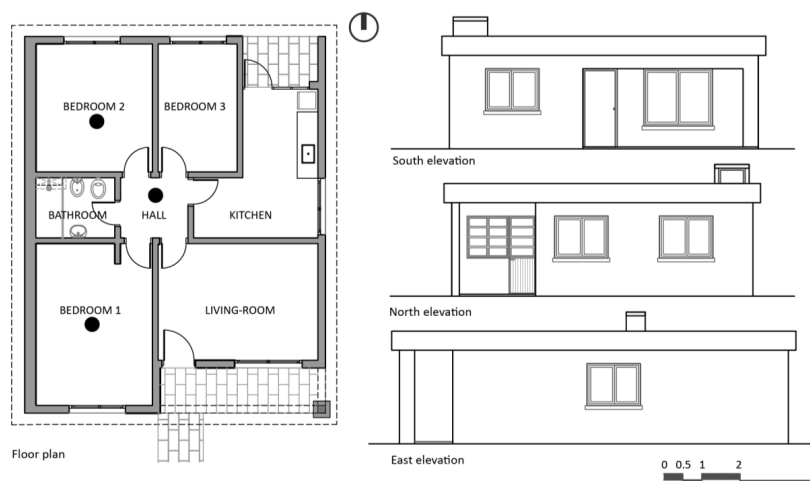 BEDROOM 2
BEDROOM 3
BATHROOM
HALL
KITCHEN
BEDROOM 1
LIVING-ROOM
Floor plan
South elevation
North elevation
East elevation
0 0.5 1 2